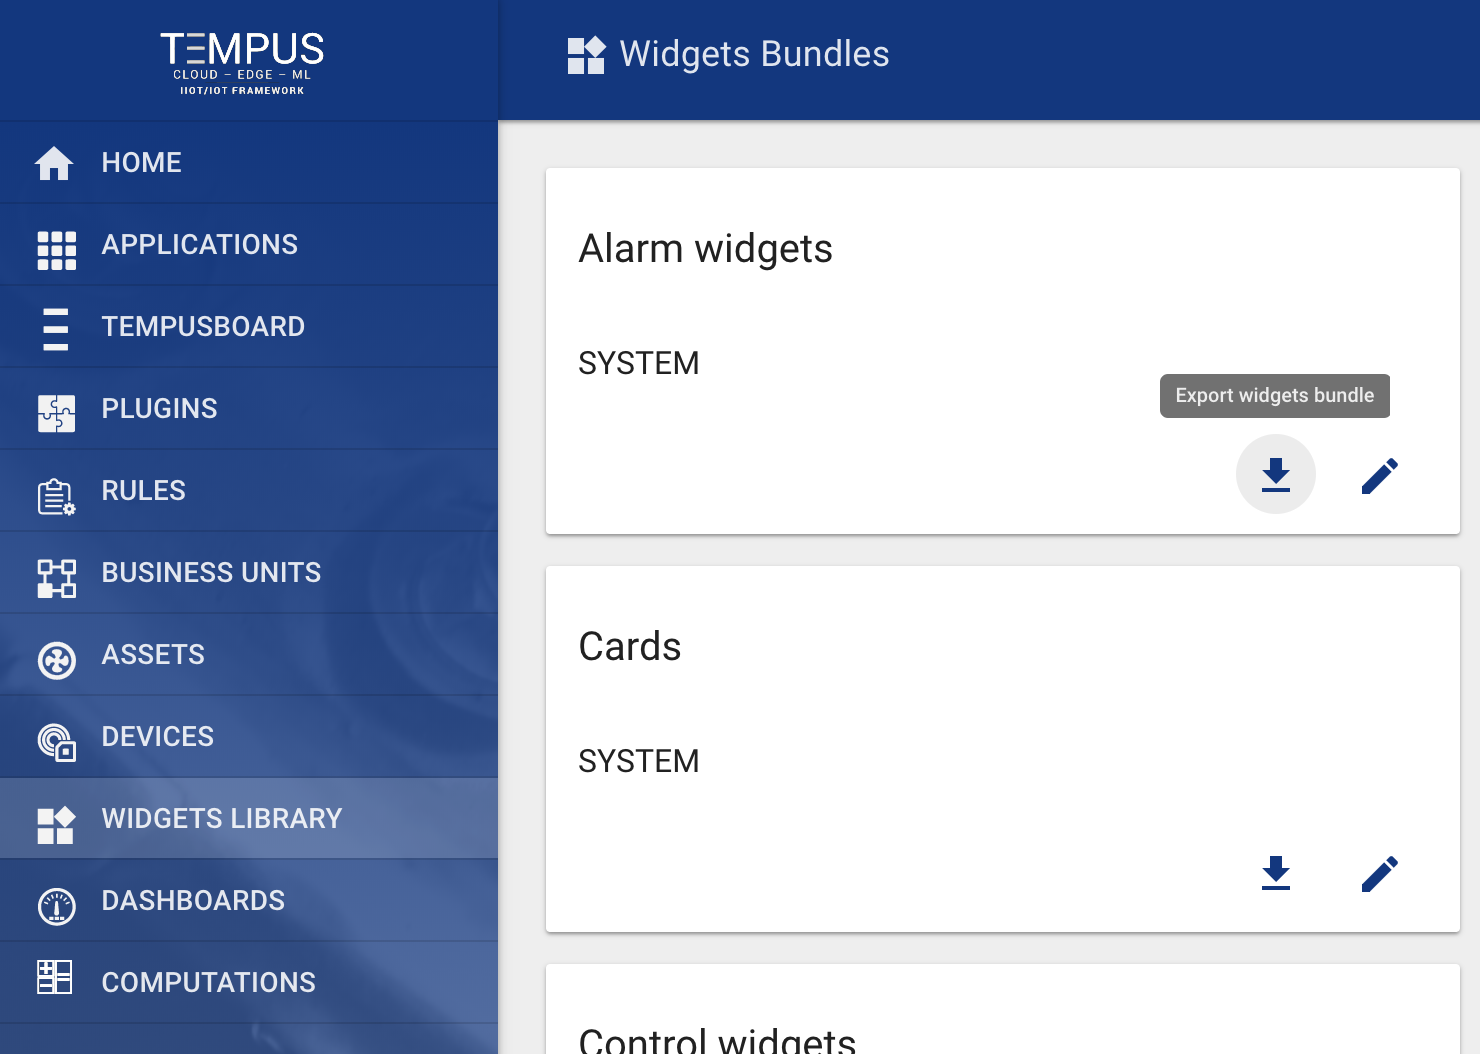 TEMPUS
CLOUD – EDGE – ML
IIOT/IOT FRAMEWORK
HOME
APPLICATIONS
TEMPUSBOARD
PLUGINS
RULES
BUSINESS UNITS
ASSETS
DEVICES
WIDGETS LIBRARY
DASHBOARDS
COMPUTATIONS
Widgets Bundles
Alarm widgets
SYSTEM
Export widgets bundle
Cards
SYSTEM
Control widgets